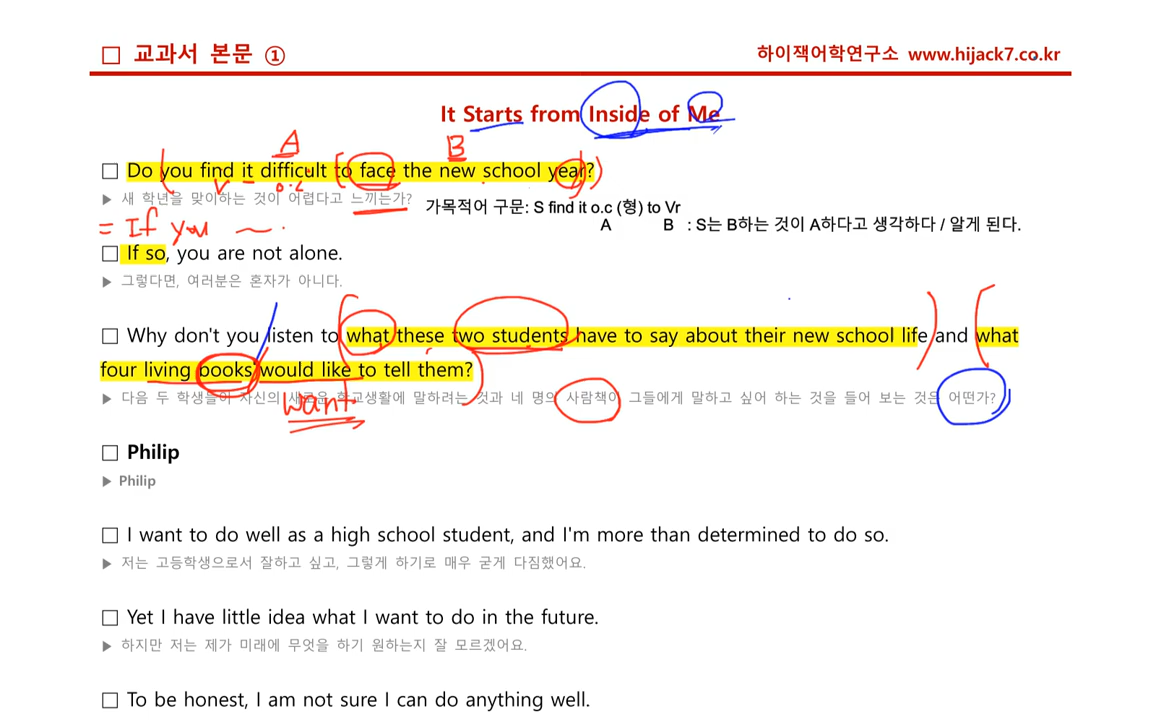 □ 교과서 본문 ① 하이잭어학연구소 www.hijack7.co.kr
It Starts from Inside of Me
A B
□ Do you find it difficult to face the new school year?
v o.c
▶ 새 학년을 맞이하는 것이 어렵다고 느끼는가?
가목적어 구문: S find it o.c (형) to Vr
A B : S는 B하는 것이 A하다고 생각하다 / 알게 된다.
= If you ~.
□ If so, you are not alone.
▶ 그렇다면, 여러분은 혼자가 아니다.
□ Why don't you listen to what these two students have to say about their new school life and what
four living books would like to tell them?
▶ 다음 두 학생들이 자신의 새로운 학교생활에 말하려는 것과 네 명의 사람책이 그들에게 말하고 싶어 하는 것을 들어 보는 것은 어떤가?
want
□ Philip
▶ Philip
□ I want to do well as a high school student, and I'm more than determined to do so.
▶ 저는 고등학생으로서 잘하고 싶고, 그렇게 하기로 매우 굳게 다짐했어요.
□ Yet I have little idea what I want to do in the future.
▶ 하지만 저는 제가 미래에 무엇을 하기 원하는지 잘 모르겠어요.
□ To be honest, I am not sure I can do anything well.